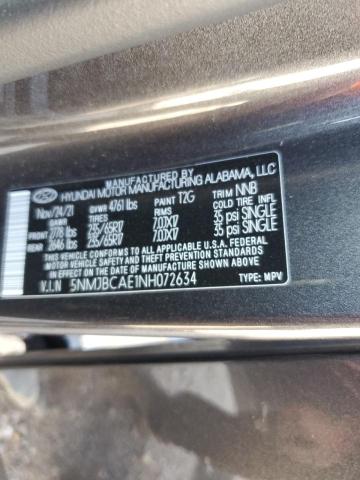 MANUFACTURED BY
HYUNDAI MOTOR MANUFACTURING ALABAMA, LLC
Nov/24/21 GVWR 4761 lbs PAINT T2G TRIM NNB
GAWR TIRES RIMS COLD TIRE INFL
FRONT 2778 lbs 235/65R17 7.0JX17 35 psi SINGLE
REAR 2646 lbs 235/65R17 7.0JX17 35 psi SINGLE
THIS VEHICLE CONFORMS TO ALL APPLICABLE U.S.A. FEDERAL
MOTOR VEHICLE SAFETY, BUMPER, AND THEFT PREVENTION STANDARDS
IN EFFECT ON THE DATE OF MANUFACTURE SHOWN ABOVE.
V.I.N 5NMJBCAE1NH072634 TYPE: MPV